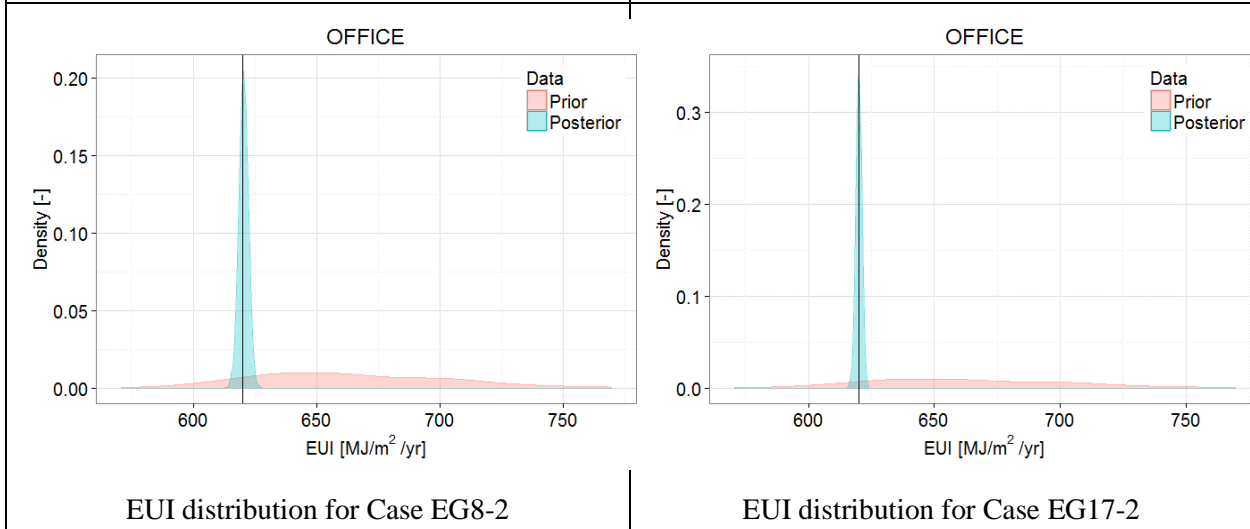 OFFICE
Data
Prior
Posterior
0.20
0.15
0.10
0.05
0.00
Density [-]
600 650 700 750
EUI [MJ/m² /yr]
EUI distribution for Case EG8-2
OFFICE
Data
Prior
Posterior
0.3
0.2
0.1
0.0
Density [-]
600 650 700 750
EUI [MJ/m² /yr]
EUI distribution for Case EG17-2